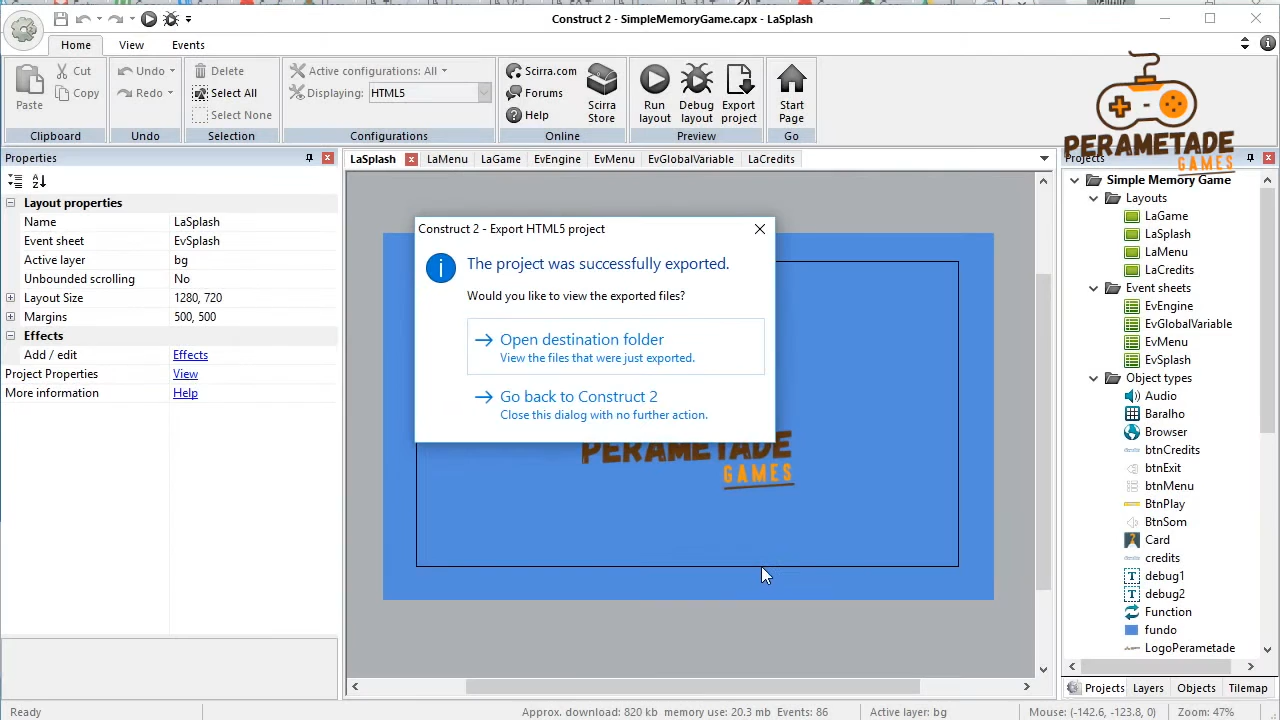 Construct 2 - SimpleMemoryGame.capx - LaSplash
Home
View
Events
Paste
Cut
Copy
Clipboard
Undo
Redo
Undo
Delete
Select All
Select None
Selection
Active configurations: All
Displaying: HTML5
Configurations
Scirra.com
Forums
Help
Scirra Store
Online
Run layout
Debug layout
Export project
Preview
Start Page
Go
PERAMETADE
GAMES
Properties
LaSplash
LaMenu
LaGame
EvEngine
EvMenu
EvGlobalVariable
LaCredits
Projects
Layout properties
Name LaSplash
Event sheet EvSplash
Active layer bg
Unbounded scrolling No
Layout Size 1280, 720
Margins 500, 500
Effects
Add / edit Effects
Project Properties View
More information Help
Construct 2 - Export HTML5 project
The project was successfully exported.
Would you like to view the exported files?
Open destination folder
View the files that were just exported.
Go back to Construct 2
Close this dialog with no further action.
PERAMETADE
GAMES
Simple Memory Game
Layouts
LaGame
LaSplash
LaMenu
LaCredits
Event sheets
EvEngine
EvGlobalVariable
EvMenu
EvSplash
Object types
Audio
Baralho
Browser
btnCredits
btnExit
btnMenu
BtnPlay
BtnSom
Card
credits
debug1
debug2
Function
fundo
LogoPerametade
Projects
Layers
Objects
Tilemap
Ready
Approx. download: 820 kb memory use: 20.3 mb Events: 86
Active layer: bg
Mouse: (-142.6, -123.8, 0)
Zoom: 47%